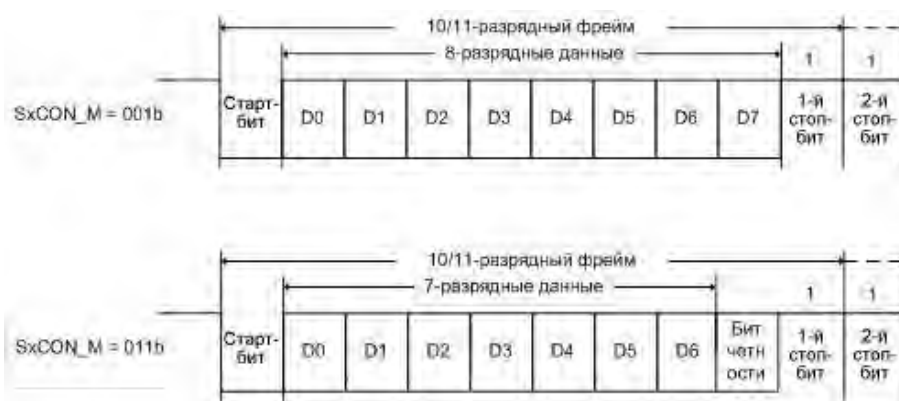 10/11-разрядный фрейм
8-разрядные данные 1 1
SxCON_M = 001b
Старт-бит D0 D1 D2 D3 D4 D5 D6 D7 1-й стоп-бит 2-й стоп-бит
10/11-разрядный фрейм
7-разрядные данные 1 1
SxCON_M = 011b
Старт-бит D0 D1 D2 D3 D4 D5 D6 Бит четн ости 1-й стоп-бит 2-й стоп-бит